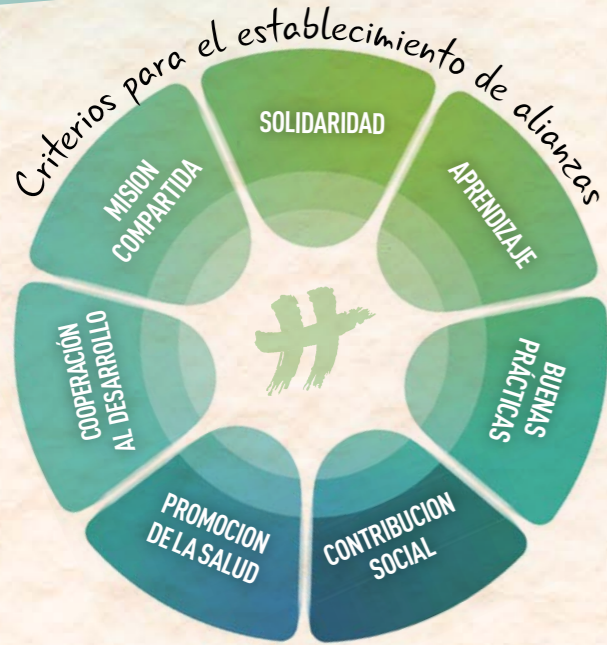 Criterios para el establecimiento de alianzas
SOLIDARIDAD
APRENDIZAJE
BUENAS
PRÁCTICAS
CONTRIBUCION
SOCIAL
PROMOCION
DE LA SALUD
COOPERACIÓN
AL DESARROLLO
MISION
COMPARTIDA